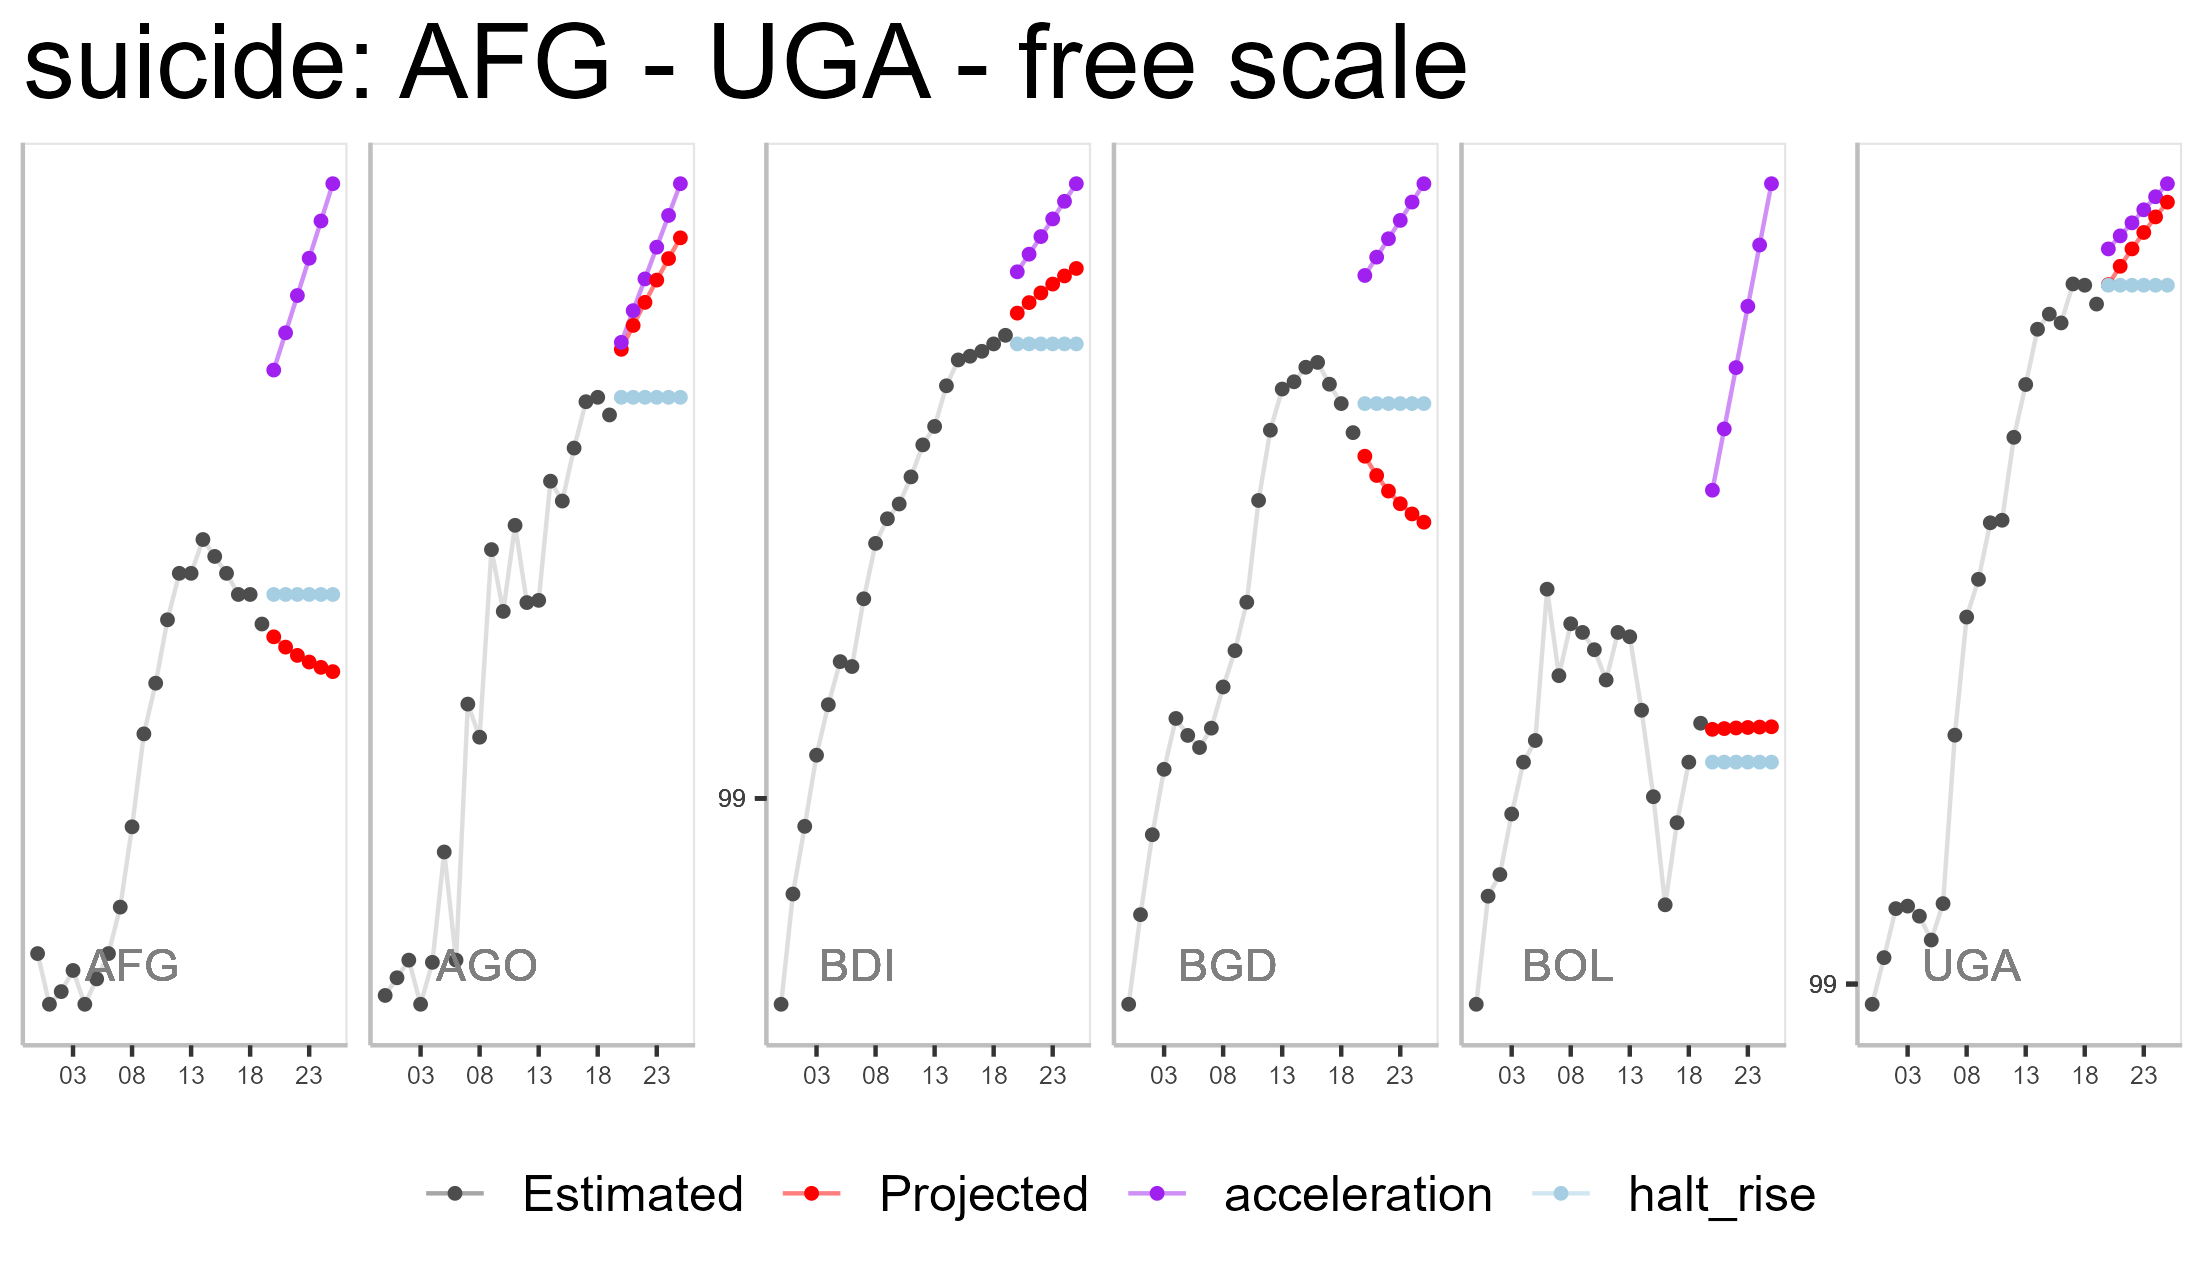 suicide: AFG - UGA - free scale
99
99
AFG AGO BDI BGD BOL UGA
03 08 13 18 23 03 08 13 18 23 03 08 13 18 23 03 08 13 18 23 03 08 13 18 23 03 08 13 18 23
Estimated Projected acceleration halt_rise